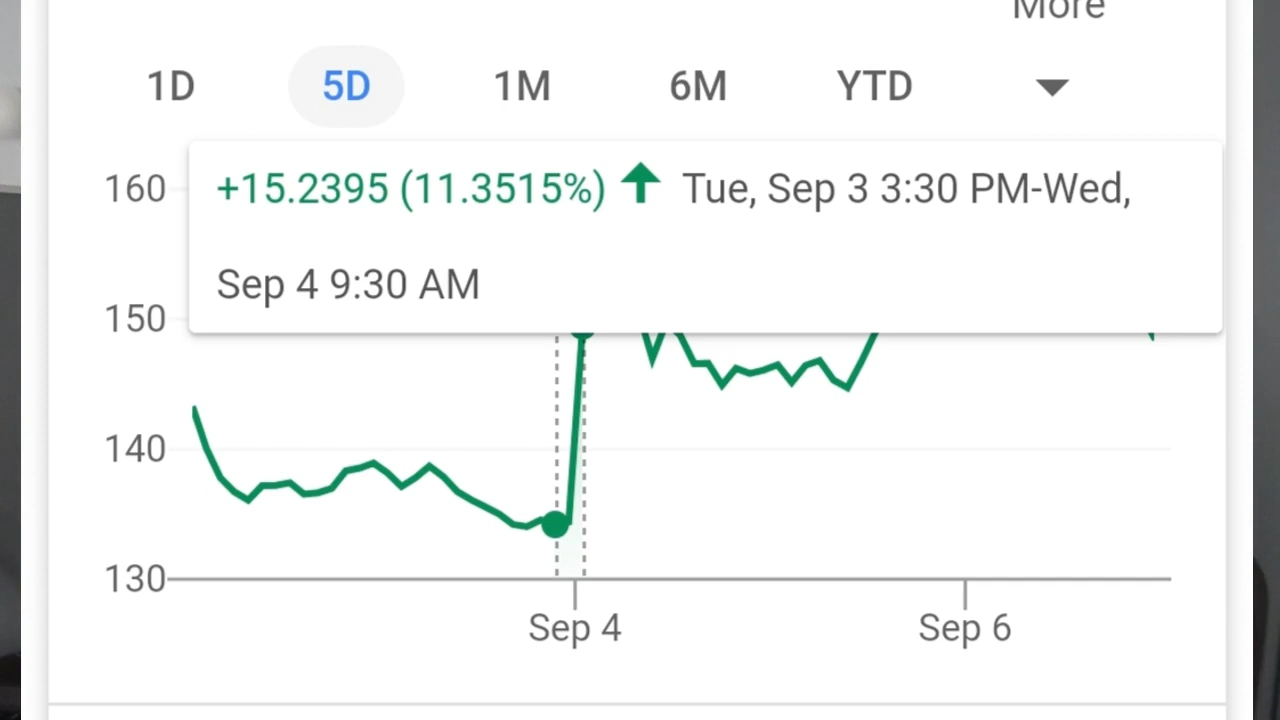 More
1D 5D 1M 6M YTD
160
+15.2395 (11.3515%) Tue, Sep 3 3:30 PM-Wed,
Sep 4 9:30 AM
150
140
130
Sep 4 Sep 6